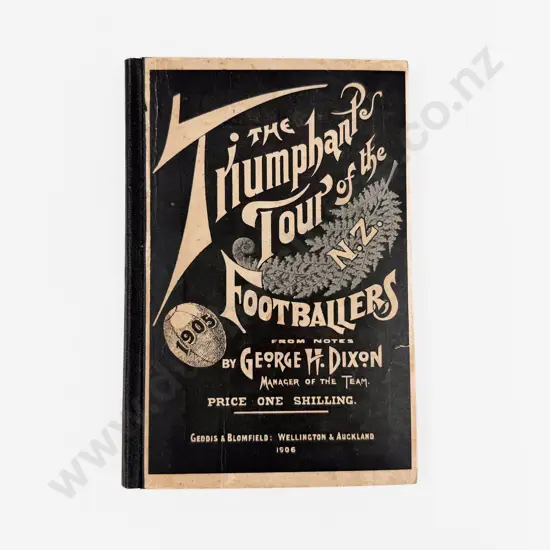 THE
Triumphant
Tour of the
N.Z.
FOOTBALLERS
1905
FROM NOTES
BY GEORGE H. DIXON
MANAGER OF THE TEAM.
PRICE ONE SHILLING.
GEDDIS & BLOMFIELD: WELLINGTON & AUCKLAND
1906